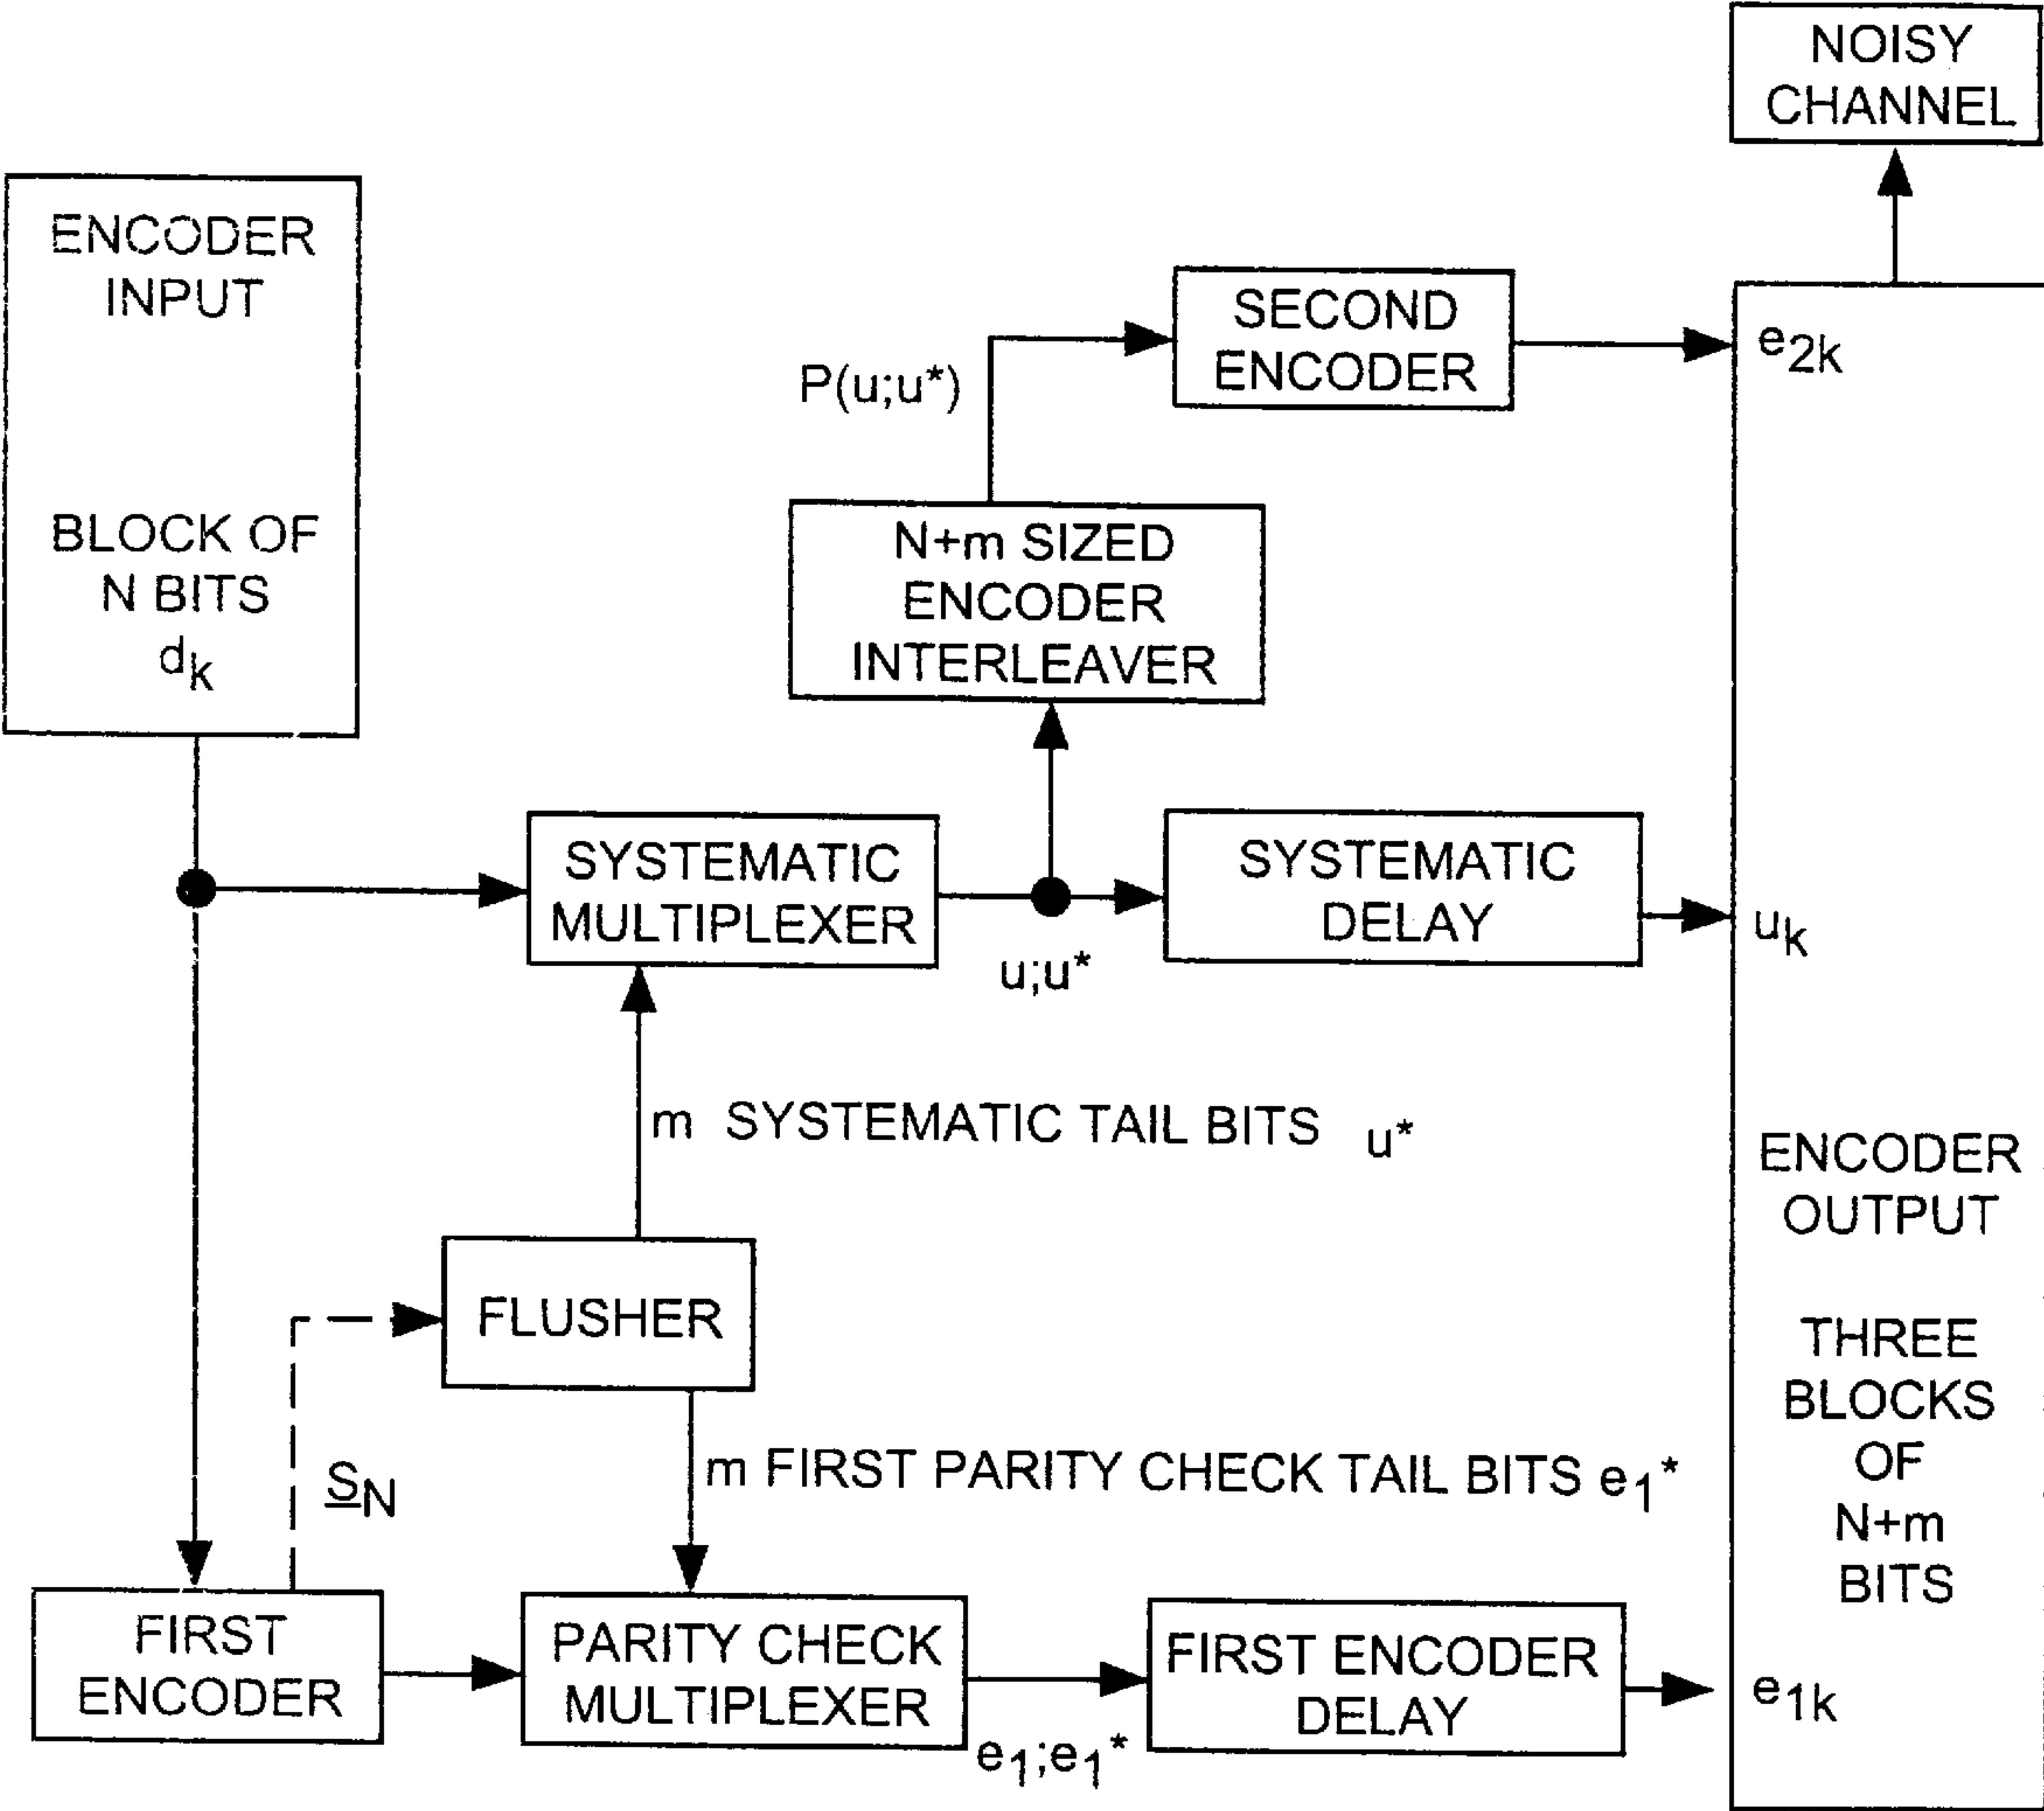 NOISY
CHANNEL
ENCODER
INPUT
BLOCK OF
N BITS
dk
SECOND
ENCODER
e2k
P(u;u*)
N+m SIZED
ENCODER
INTERLEAVER
SYSTEMATIC
MULTIPLEXER
u;u*
SYSTEMATIC
DELAY
uk
m SYSTEMATIC TAIL BITS u*
ENCODER
OUTPUT
THREE
BLOCKS
OF
N+m
BITS
FLUSHER
SN
m FIRST PARITY CHECK TAIL BITS e1*
FIRST
ENCODER
PARITY CHECK
MULTIPLEXER
e1;e1*
FIRST ENCODER
DELAY
e1k